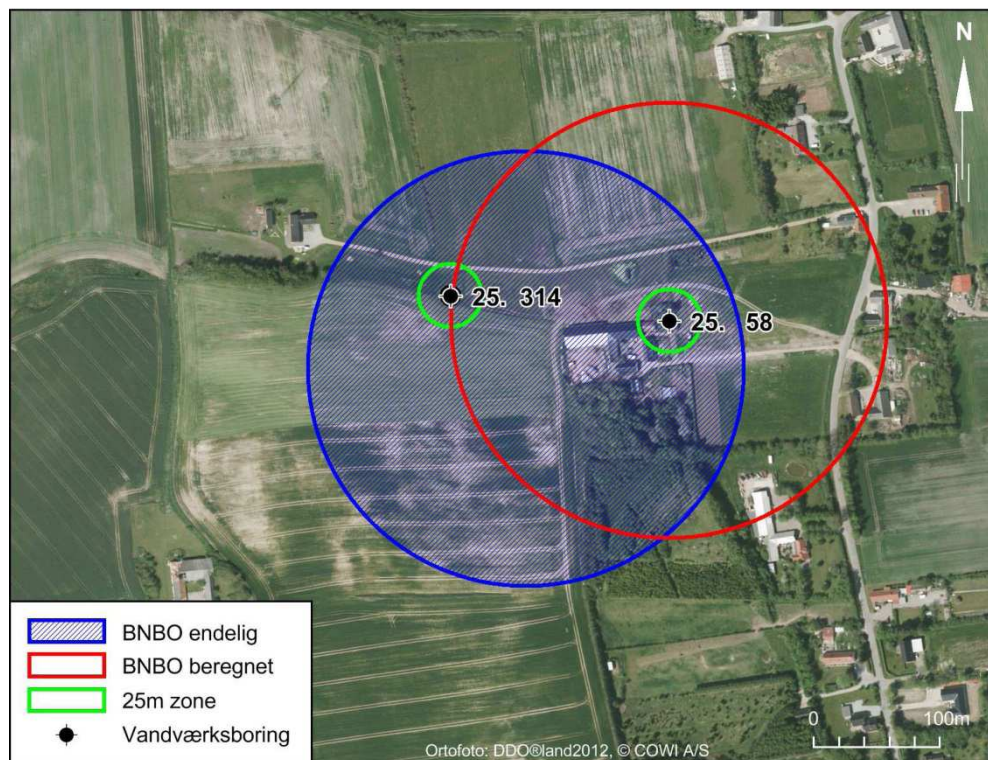 N
25. 314
25. 58
BNBO endelig
BNBO beregnet
25m zone
Vandværksboring
0 100m
Ortofoto: DDO®land2012, © COWI A/S